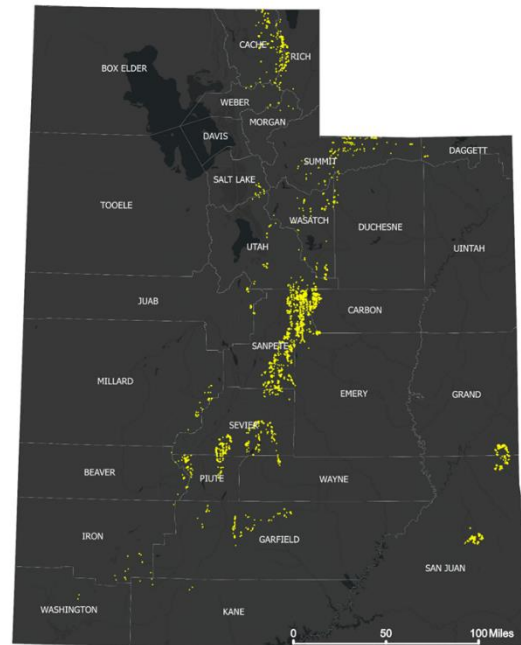 CACHE
RICH
BOX ELDER
WEBER
MORGAN
DAVIS
DAGGETT
SUMMIT
SALT LAKE
TOOELE
WASATCH
DUCHESNE
UTAH
UINTAH
JUAB
CARBON
SANPETE
MILLARD
EMERY
GRAND
SEVIER
BEAVER
PIUTE
WAYNE
IRON
GARFIELD
SAN JUAN
WASHINGTON
KANE
0 50 100 Miles